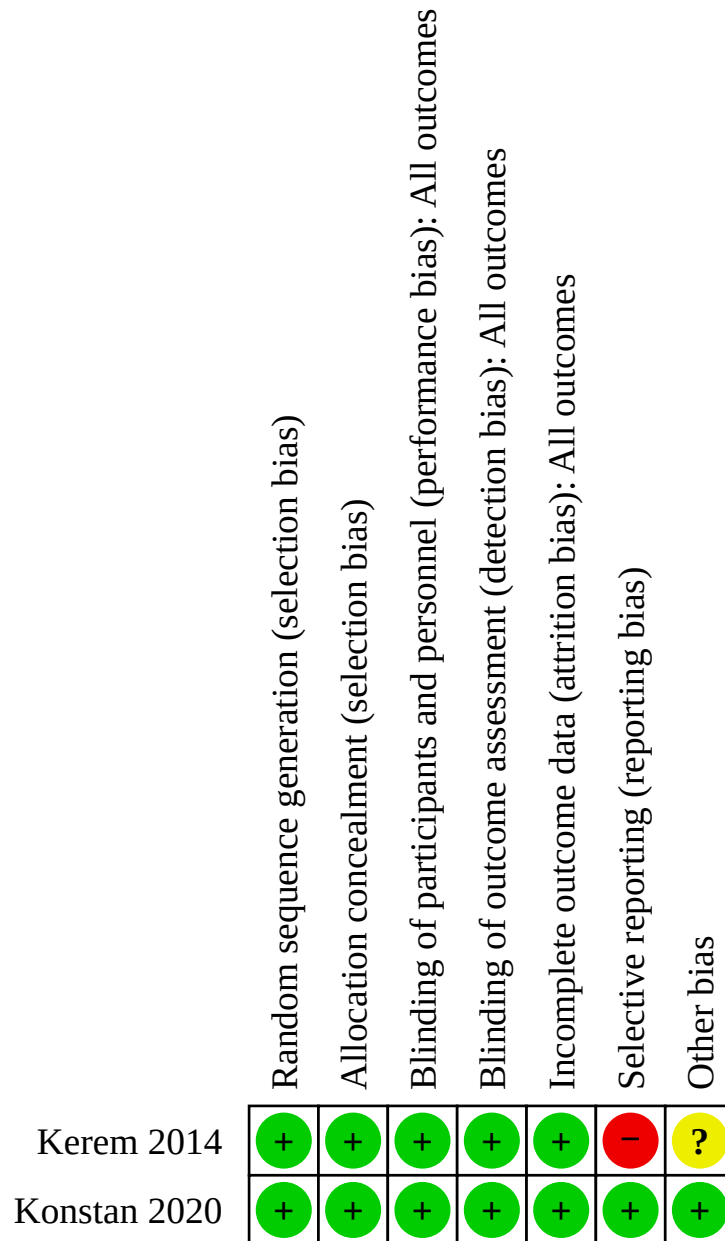 Random sequence generation (selection bias)
Allocation concealment (selection bias)
Blinding of participants and personnel (performance bias): All outcomes
Blinding of outcome assessment (detection bias): All outcomes
Incomplete outcome data (attrition bias): All outcomes
Selective reporting (reporting bias)
Other bias
Kerem 2014 + + + + + – ?
Konstan 2020 + + + + + + +